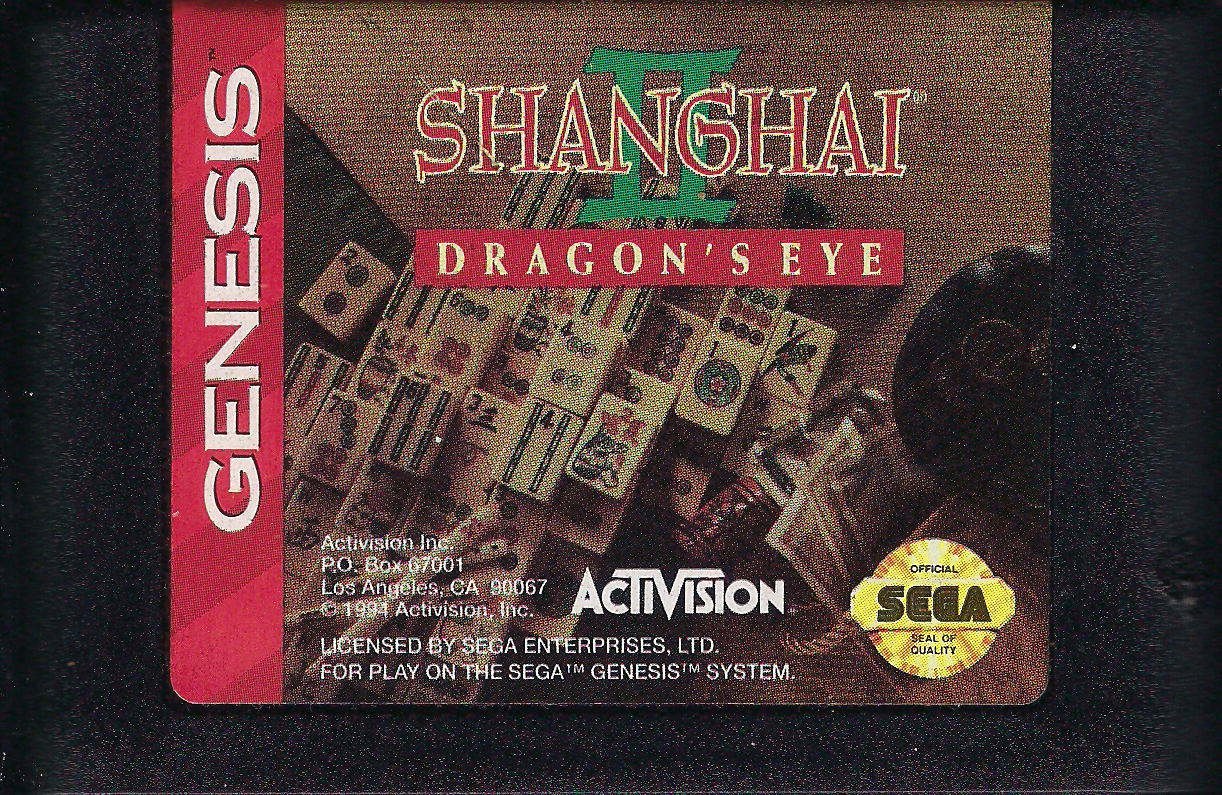 GENESIS™
SHANGHAI
II
DRAGON'S EYE
Activision Inc.
P.O. Box 67001
Los Angeles, CA 90067
© 1994 Activision, Inc.
ACTIVISION
LICENSED BY SEGA ENTERPRISES, LTD.
FOR PLAY ON THE SEGA™ GENESIS™ SYSTEM.
OFFICIAL
SEGA
SEAL OF
QUALITY